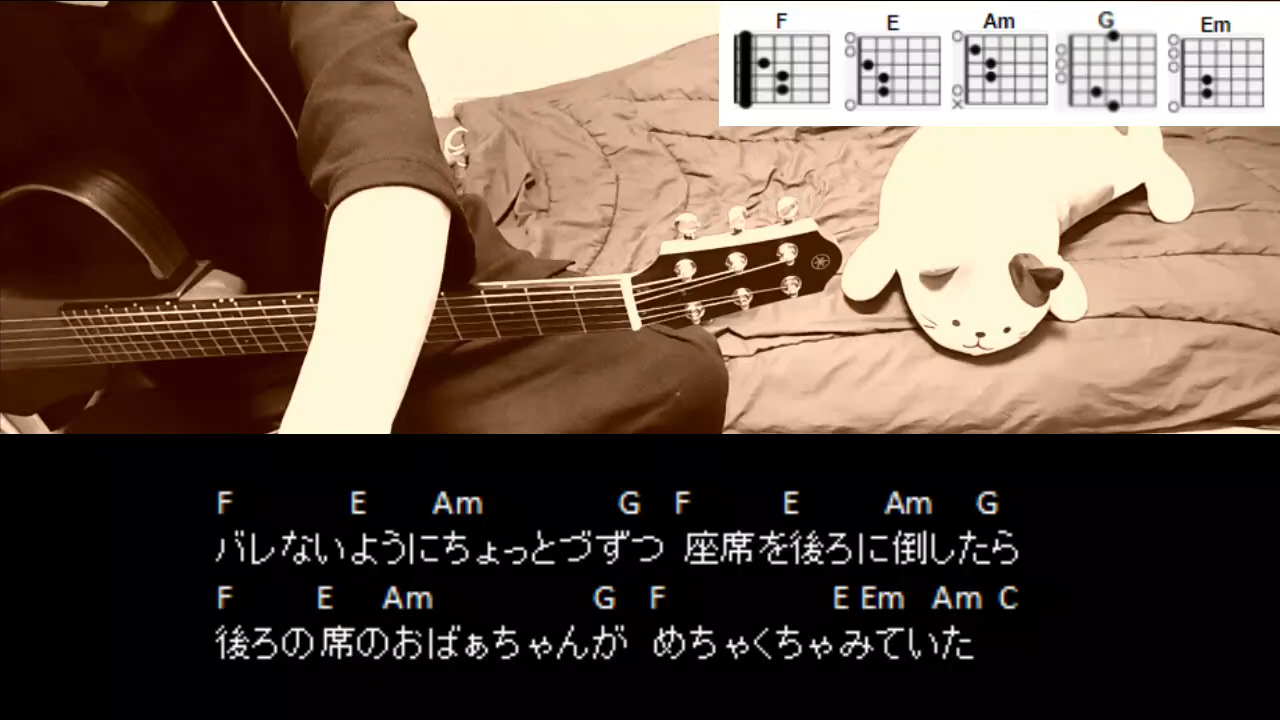 F E Am G Em
F E Am G F E Am G
バレないようにちょっとづずつ 座席を後ろに倒したら
F E Am G F E Em Am C
後ろの席のおばぁちゃんが めちゃくちゃみていた